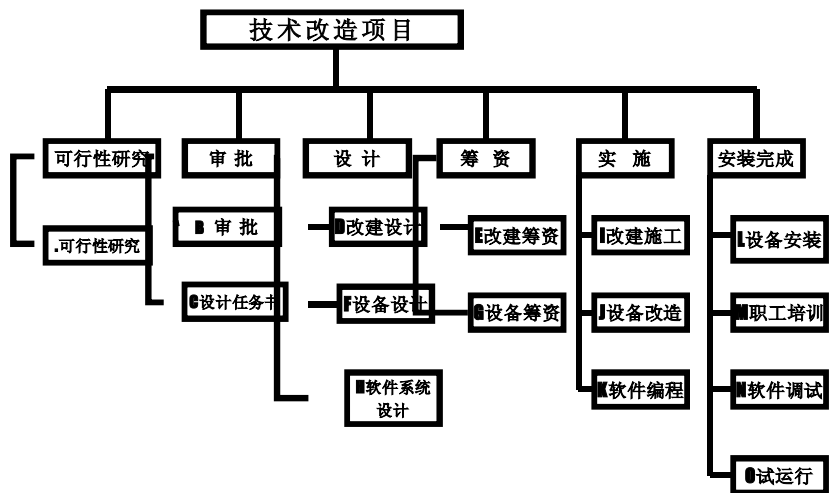 技术改造项目
可行性研究
审批
设计
筹资
实施
安装完成
.可行性研究
B 审批
C设计任务书
D改建设计
F设备设计
H软件系统
设计
E改建筹资
G设备筹资
I改建施工
J设备改造
K软件编程
L设备安装
M职工培训
N软件调试
O试运行